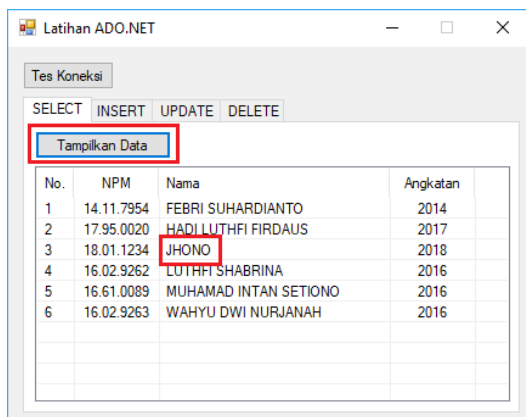 Latihan ADO.NET
Tes Koneksi
SELECT INSERT UPDATE DELETE
Tampilkan Data
No. NPM Nama Angkatan
1 14.11.7954 FEBRI SUHARDIANTO 2014
2 17.95.0020 HADI LUTHFI FIRDAUS 2017
3 18.01.1234 JHONO 2018
4 16.02.9262 LUTHFI SHABRINA 2016
5 16.61.0089 MUHAMAD INTAN SETIONO 2016
6 16.02.9263 WAHYU DWI NURJANAH 2016